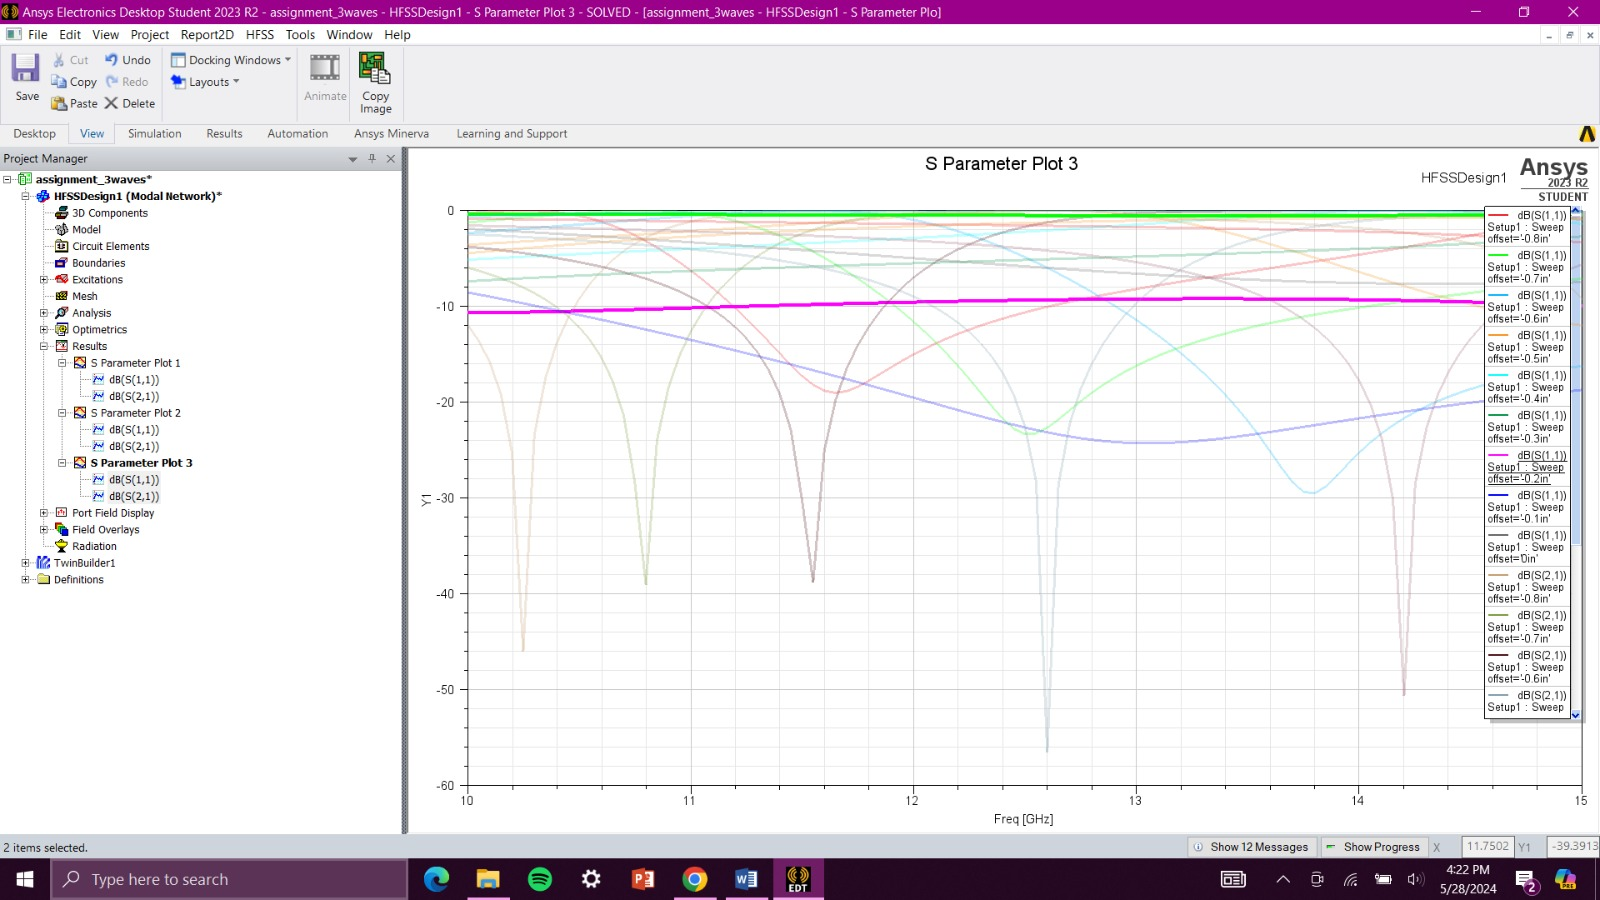 Ansys Electronics Desktop Student 2023 R2 - assignment_3waves - HFSSDesign1 - S Parameter Plot 3 - SOLVED - [assignment_3waves - HFSSDesign1 - S Parameter Plo]
File Edit View Project Report2D HFSS Tools Window Help
Save
Cut
Copy
Paste
Undo
Redo
Delete
Docking Windows
Layouts
Animate
Copy
Image
Desktop View Simulation Results Automation Ansys Minerva Learning and Support
Project Manager
assignment_3waves*
HFSSDesign1 (Modal Network)*
3D Components
Model
Circuit Elements
Boundaries
Excitations
Mesh
Analysis
Optimetrics
Results
S Parameter Plot 1
dB(S(1,1))
dB(S(2,1))
S Parameter Plot 2
dB(S(1,1))
dB(S(2,1))
S Parameter Plot 3
dB(S(1,1))
dB(S(2,1))
Port Field Display
Field Overlays
Radiation
TwinBuilder1
Definitions
S Parameter Plot 3
HFSSDesign1
Ansys
2023 R2
STUDENT
0
-10
-20
-30
-40
-50
-60
Y1
10 11 12 13 14 15
Freq [GHz]
dB(S(1,1))
Setup1 : Sweep
offset='-0.8in'
dB(S(1,1))
Setup1 : Sweep
offset='-0.7in'
dB(S(1,1))
Setup1 : Sweep
offset='-0.6in'
dB(S(1,1))
Setup1 : Sweep
offset='-0.5in'
dB(S(1,1))
Setup1 : Sweep
offset='-0.4in'
dB(S(1,1))
Setup1 : Sweep
offset='-0.3in'
dB(S(1,1))
Setup1 : Sweep
offset='-0.2in'
dB(S(1,1))
Setup1 : Sweep
offset='-0.1in'
dB(S(1,1))
Setup1 : Sweep
offset='0in'
dB(S(2,1))
Setup1 : Sweep
offset='-0.8in'
dB(S(2,1))
Setup1 : Sweep
offset='-0.7in'
dB(S(2,1))
Setup1 : Sweep
offset='-0.6in'
dB(S(2,1))
Setup1 : Sweep
2 items selected.
Show 12 Messages Show Progress X 11.7502 Y1 -39.3913
Type here to search
EDT
4:22 PM
5/28/2024
2
PRE